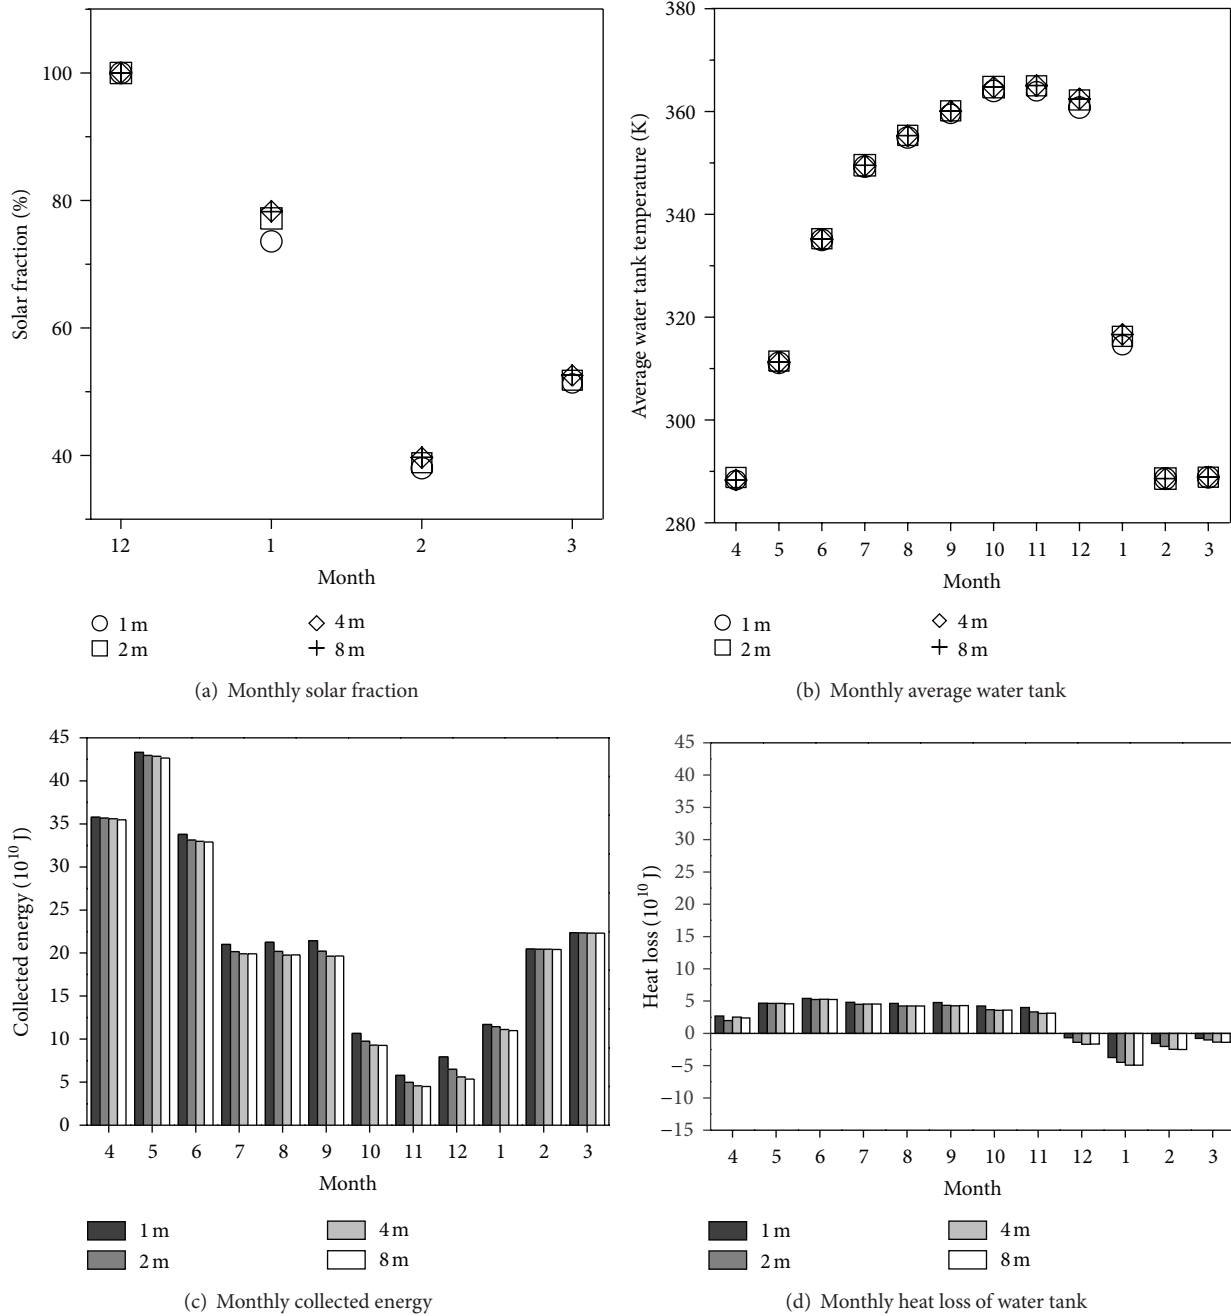 100
80
60
40
Solar fraction (%)
12
1
2
3
Month
1 m
2 m
4 m
8 m
(a) Monthly solar fraction
380
360
340
320
300
280
Average water tank temperature (K)
4
5
6
7
8
9
10
11
12
1
2
3
Month
1 m
2 m
4 m
8 m
(b) Monthly average water tank
45
40
35
30
25
20
15
10
5
0
Collected energy (10^10 J)
4
5
6
7
8
9
10
11
12
1
2
3
Month
1 m
2 m
4 m
8 m
(c) Monthly collected energy
45
40
35
30
25
20
15
10
5
0
−5
−10
−15
Heat loss (10^10 J)
4
5
6
7
8
9
10
11
12
1
2
3
Month
1 m
2 m
4 m
8 m
(d) Monthly heat loss of water tank